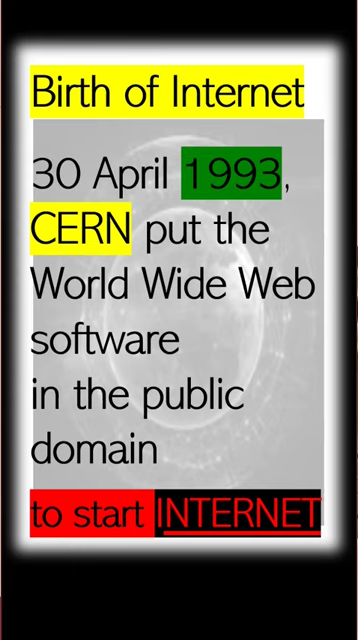 Birth of Internet
30 April 1993,
CERN put the
World Wide Web
software
in the public
domain
to start INTERNET